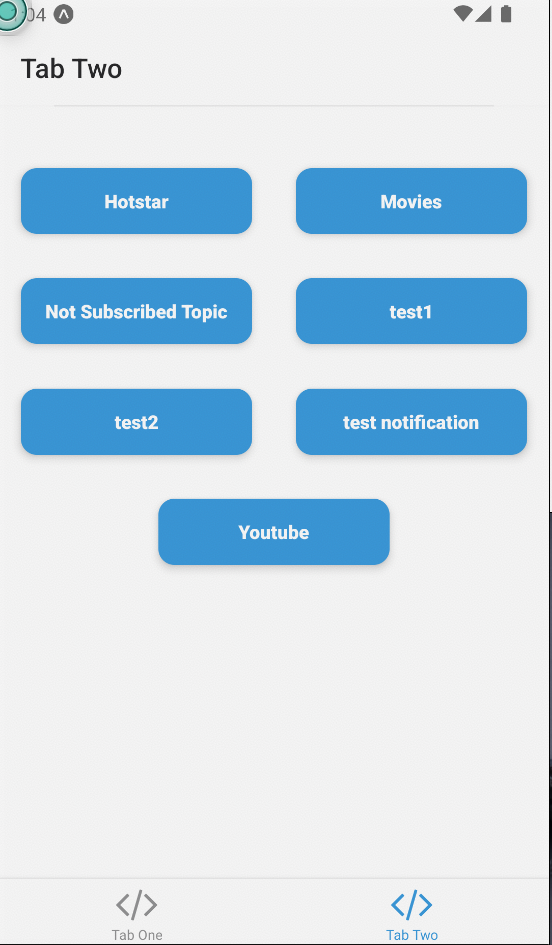 04
Tab Two
Hotstar
Movies
Not Subscribed Topic
test1
test2
test notification
Youtube
Tab One
Tab Two